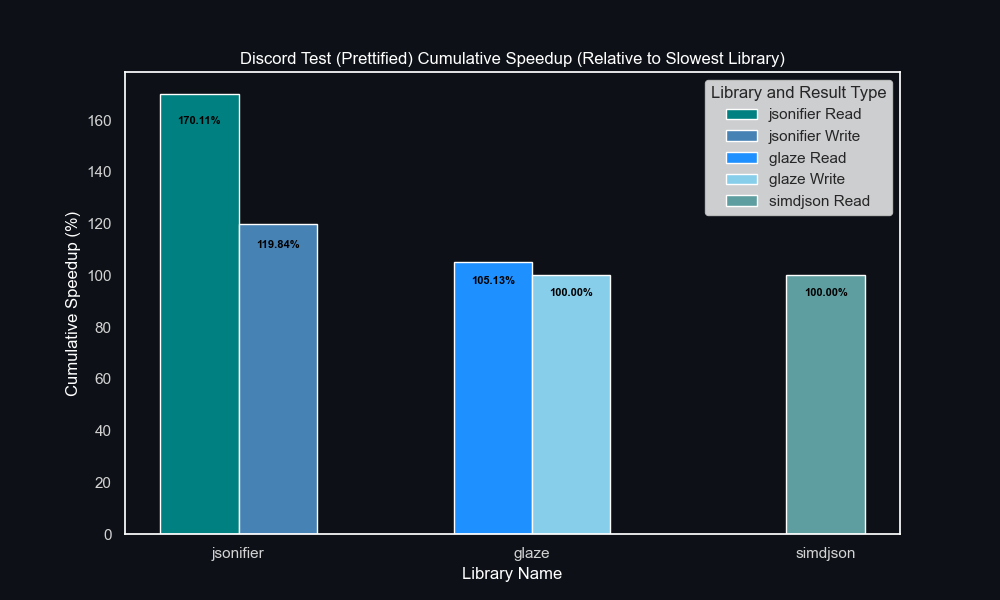 Discord Test (Prettified) Cumulative Speedup (Relative to Slowest Library)
Library and Result Type
jsonifier Read
jsonifier Write
glaze Read
glaze Write
simdjson Read
Cumulative Speedup (%)
160
140
120
100
80
60
40
20
0
170.11%
119.84%
105.13%
100.00%
100.00%
jsonifier
glaze
simdjson
Library Name